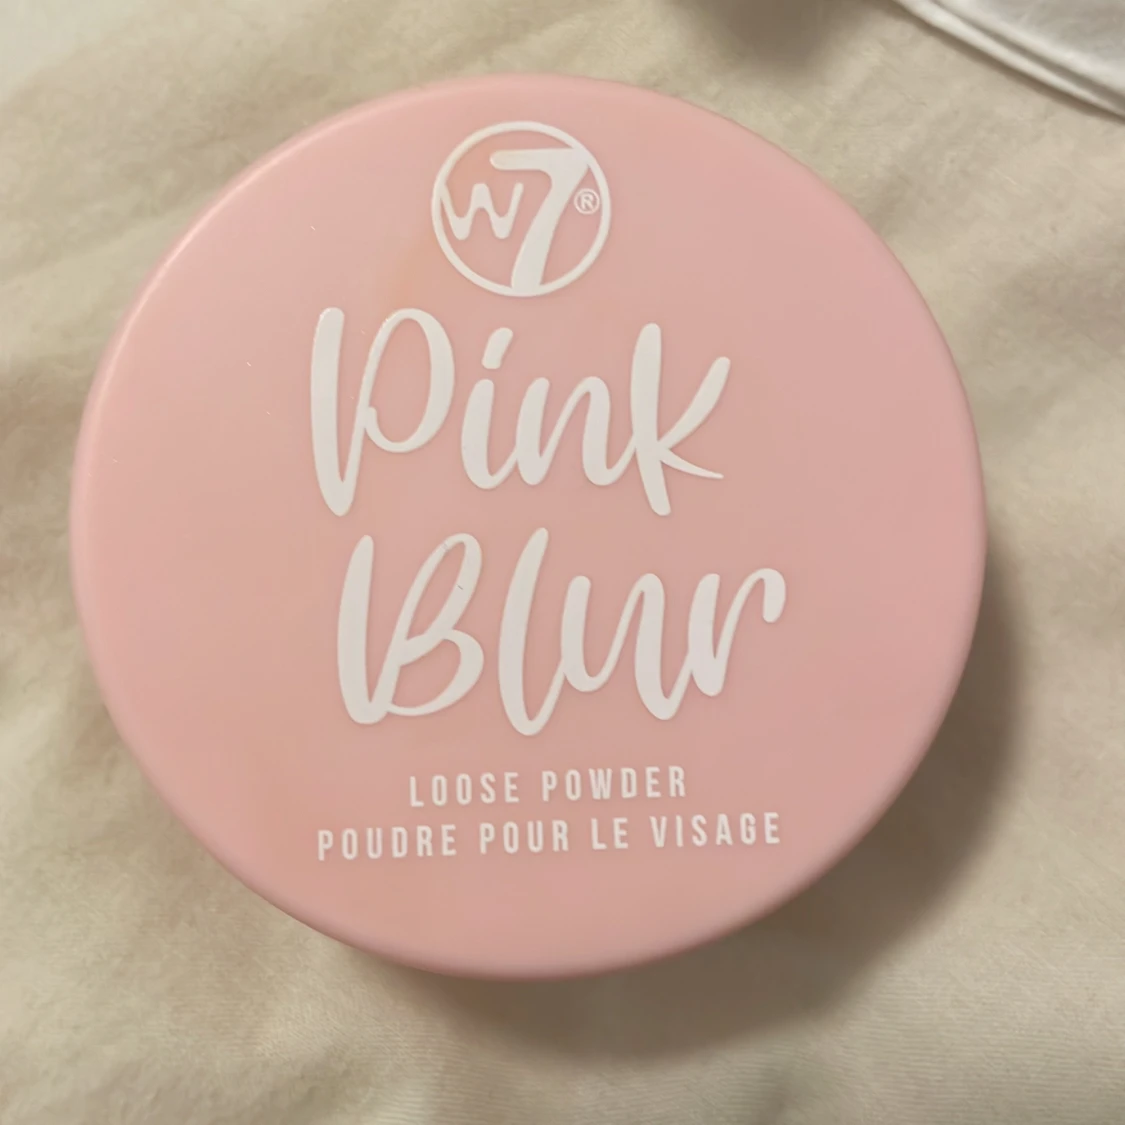 W7®
Pink
Blur
LOOSE POWDER
POUDRE POUR LE VISAGE